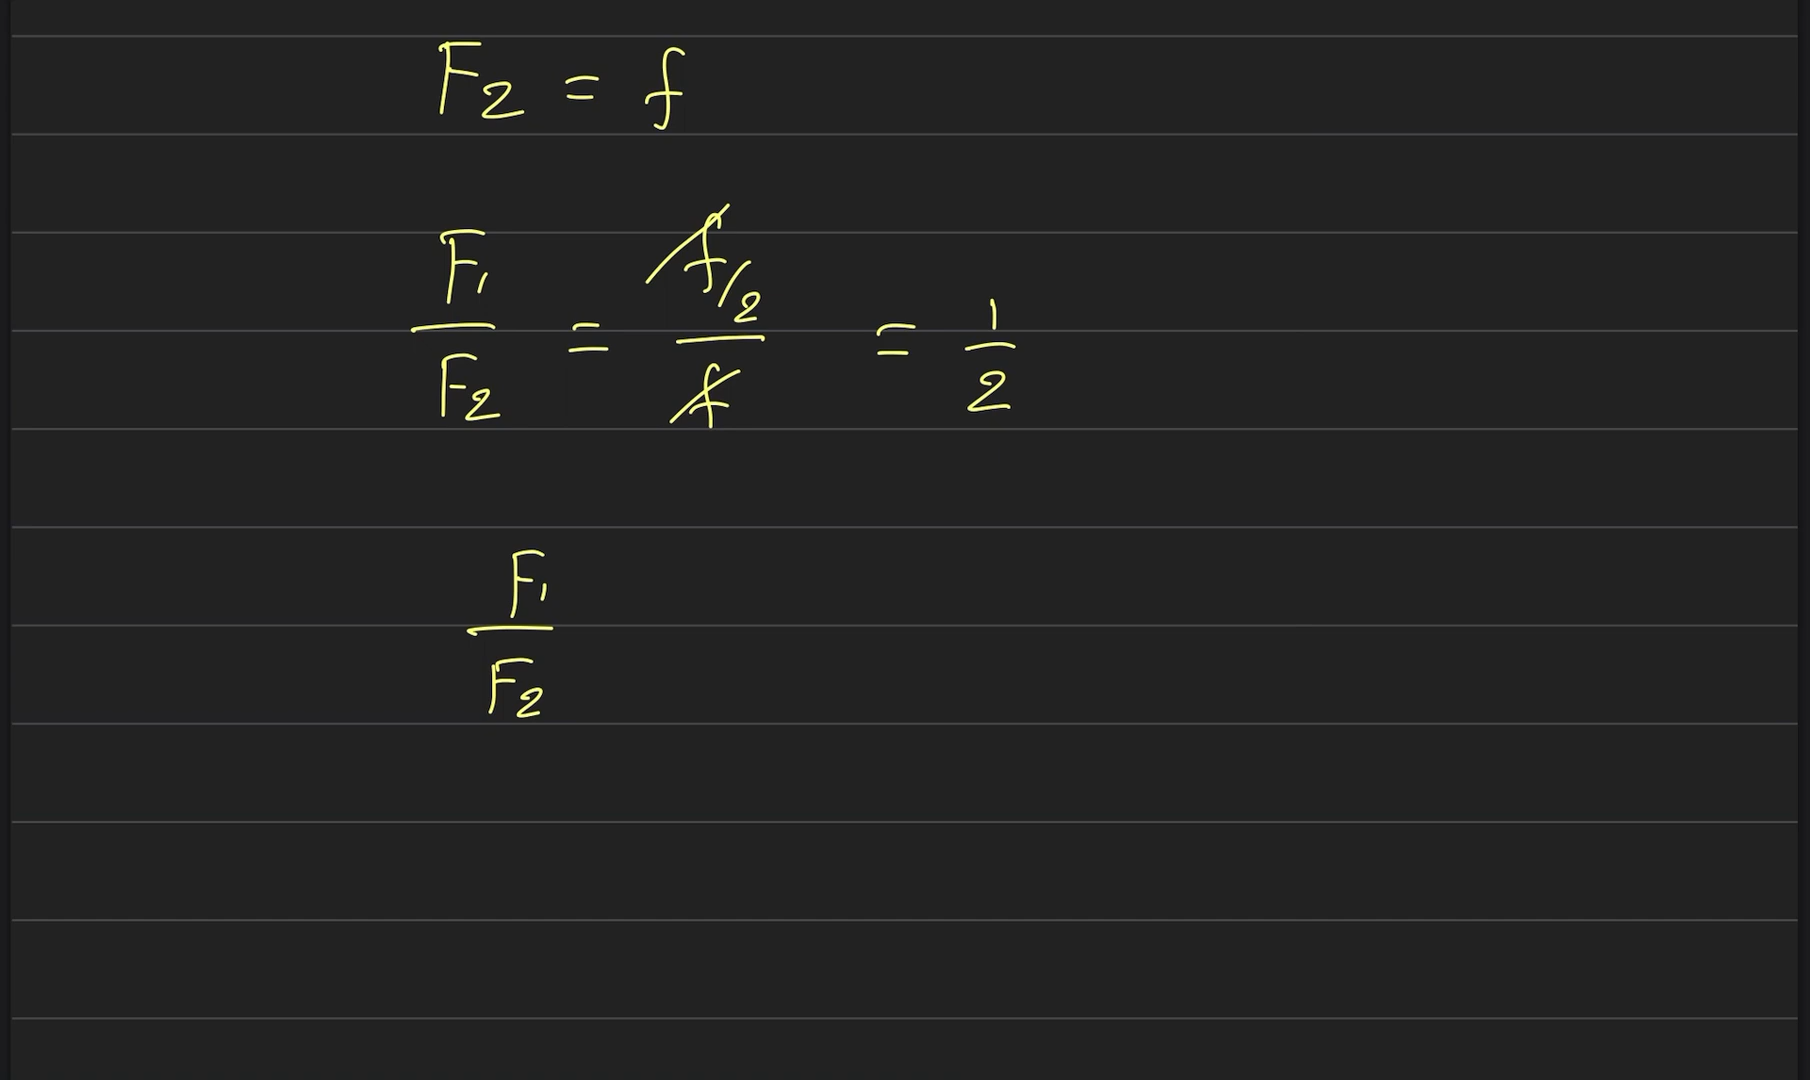 F₂ = f
F₁/F₂ = (f/2)/f = 1/2
F₁/F₂